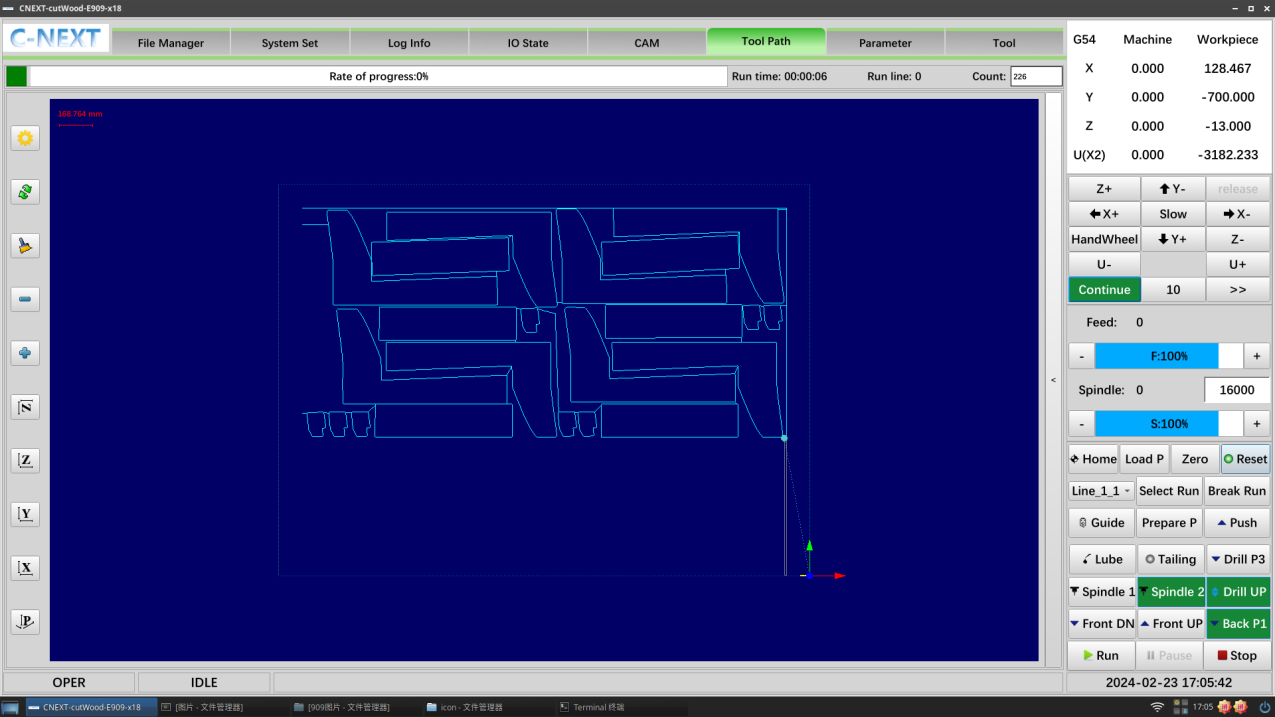 CNEXT-cutWood-E909-x18
C-NEXT
File Manager
System Set
Log Info
IO State
CAM
Tool Path
Parameter
Tool
Rate of progress:0%
Run time: 00:00:06
Run line: 0
Count: 226
168.764 mm
<
G54 Machine Workpiece
X 0.000 128.467
Y 0.000 -700.000
Z 0.000 -13.000
U(X2) 0.000 -3182.233
Z+ Y- release
X+ Slow X-
HandWheel Y+ Z-
U- U+
Continue 10 >>
Feed: 0
- F:100% +
Spindle: 0 16000
- S:100% +
Home Load P Zero Reset
Line_1_1 Select Run Break Run
Guide Prepare P Push
Lube Tailing Drill P3
Spindle 1 Spindle 2 Drill UP
Front DN Front UP Back P1
Run Pause Stop
N
Z
Y
X
P
OPER
IDLE
2024-02-23 17:05:42
CNEXT-cutWood-E909-x18
[图片 - 文件管理器]
[909图片 - 文件管理器]
icon - 文件管理器
Terminal 终端
17:05